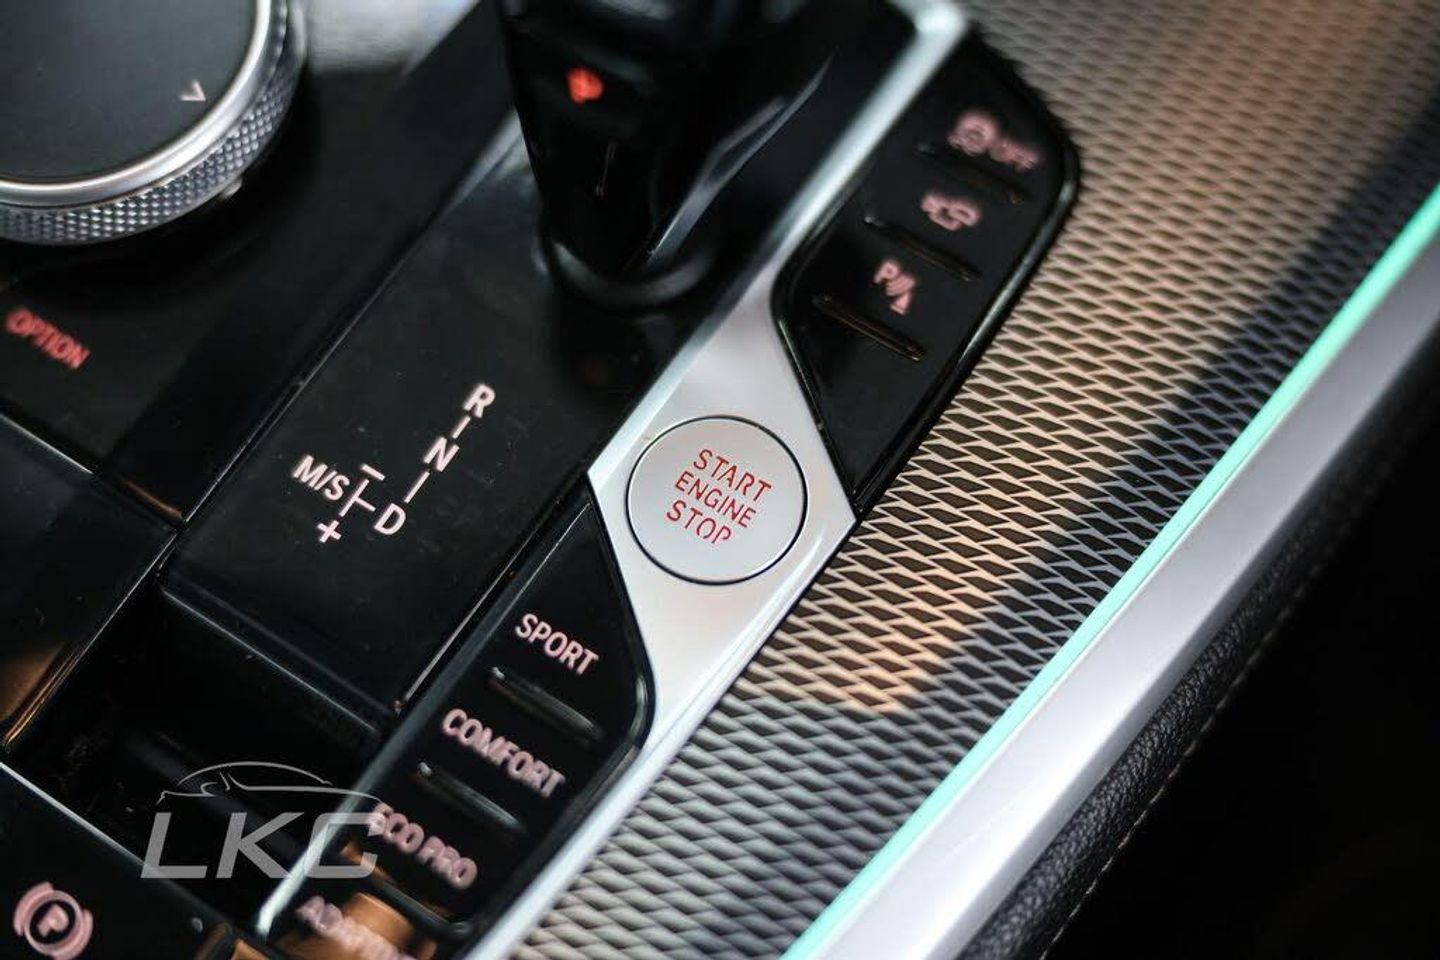 OFF
P
OPTION
R
N
D
M/S
-
+
START
ENGINE
STOP
SPORT
COMFORT
ECO PRO
P
LKC